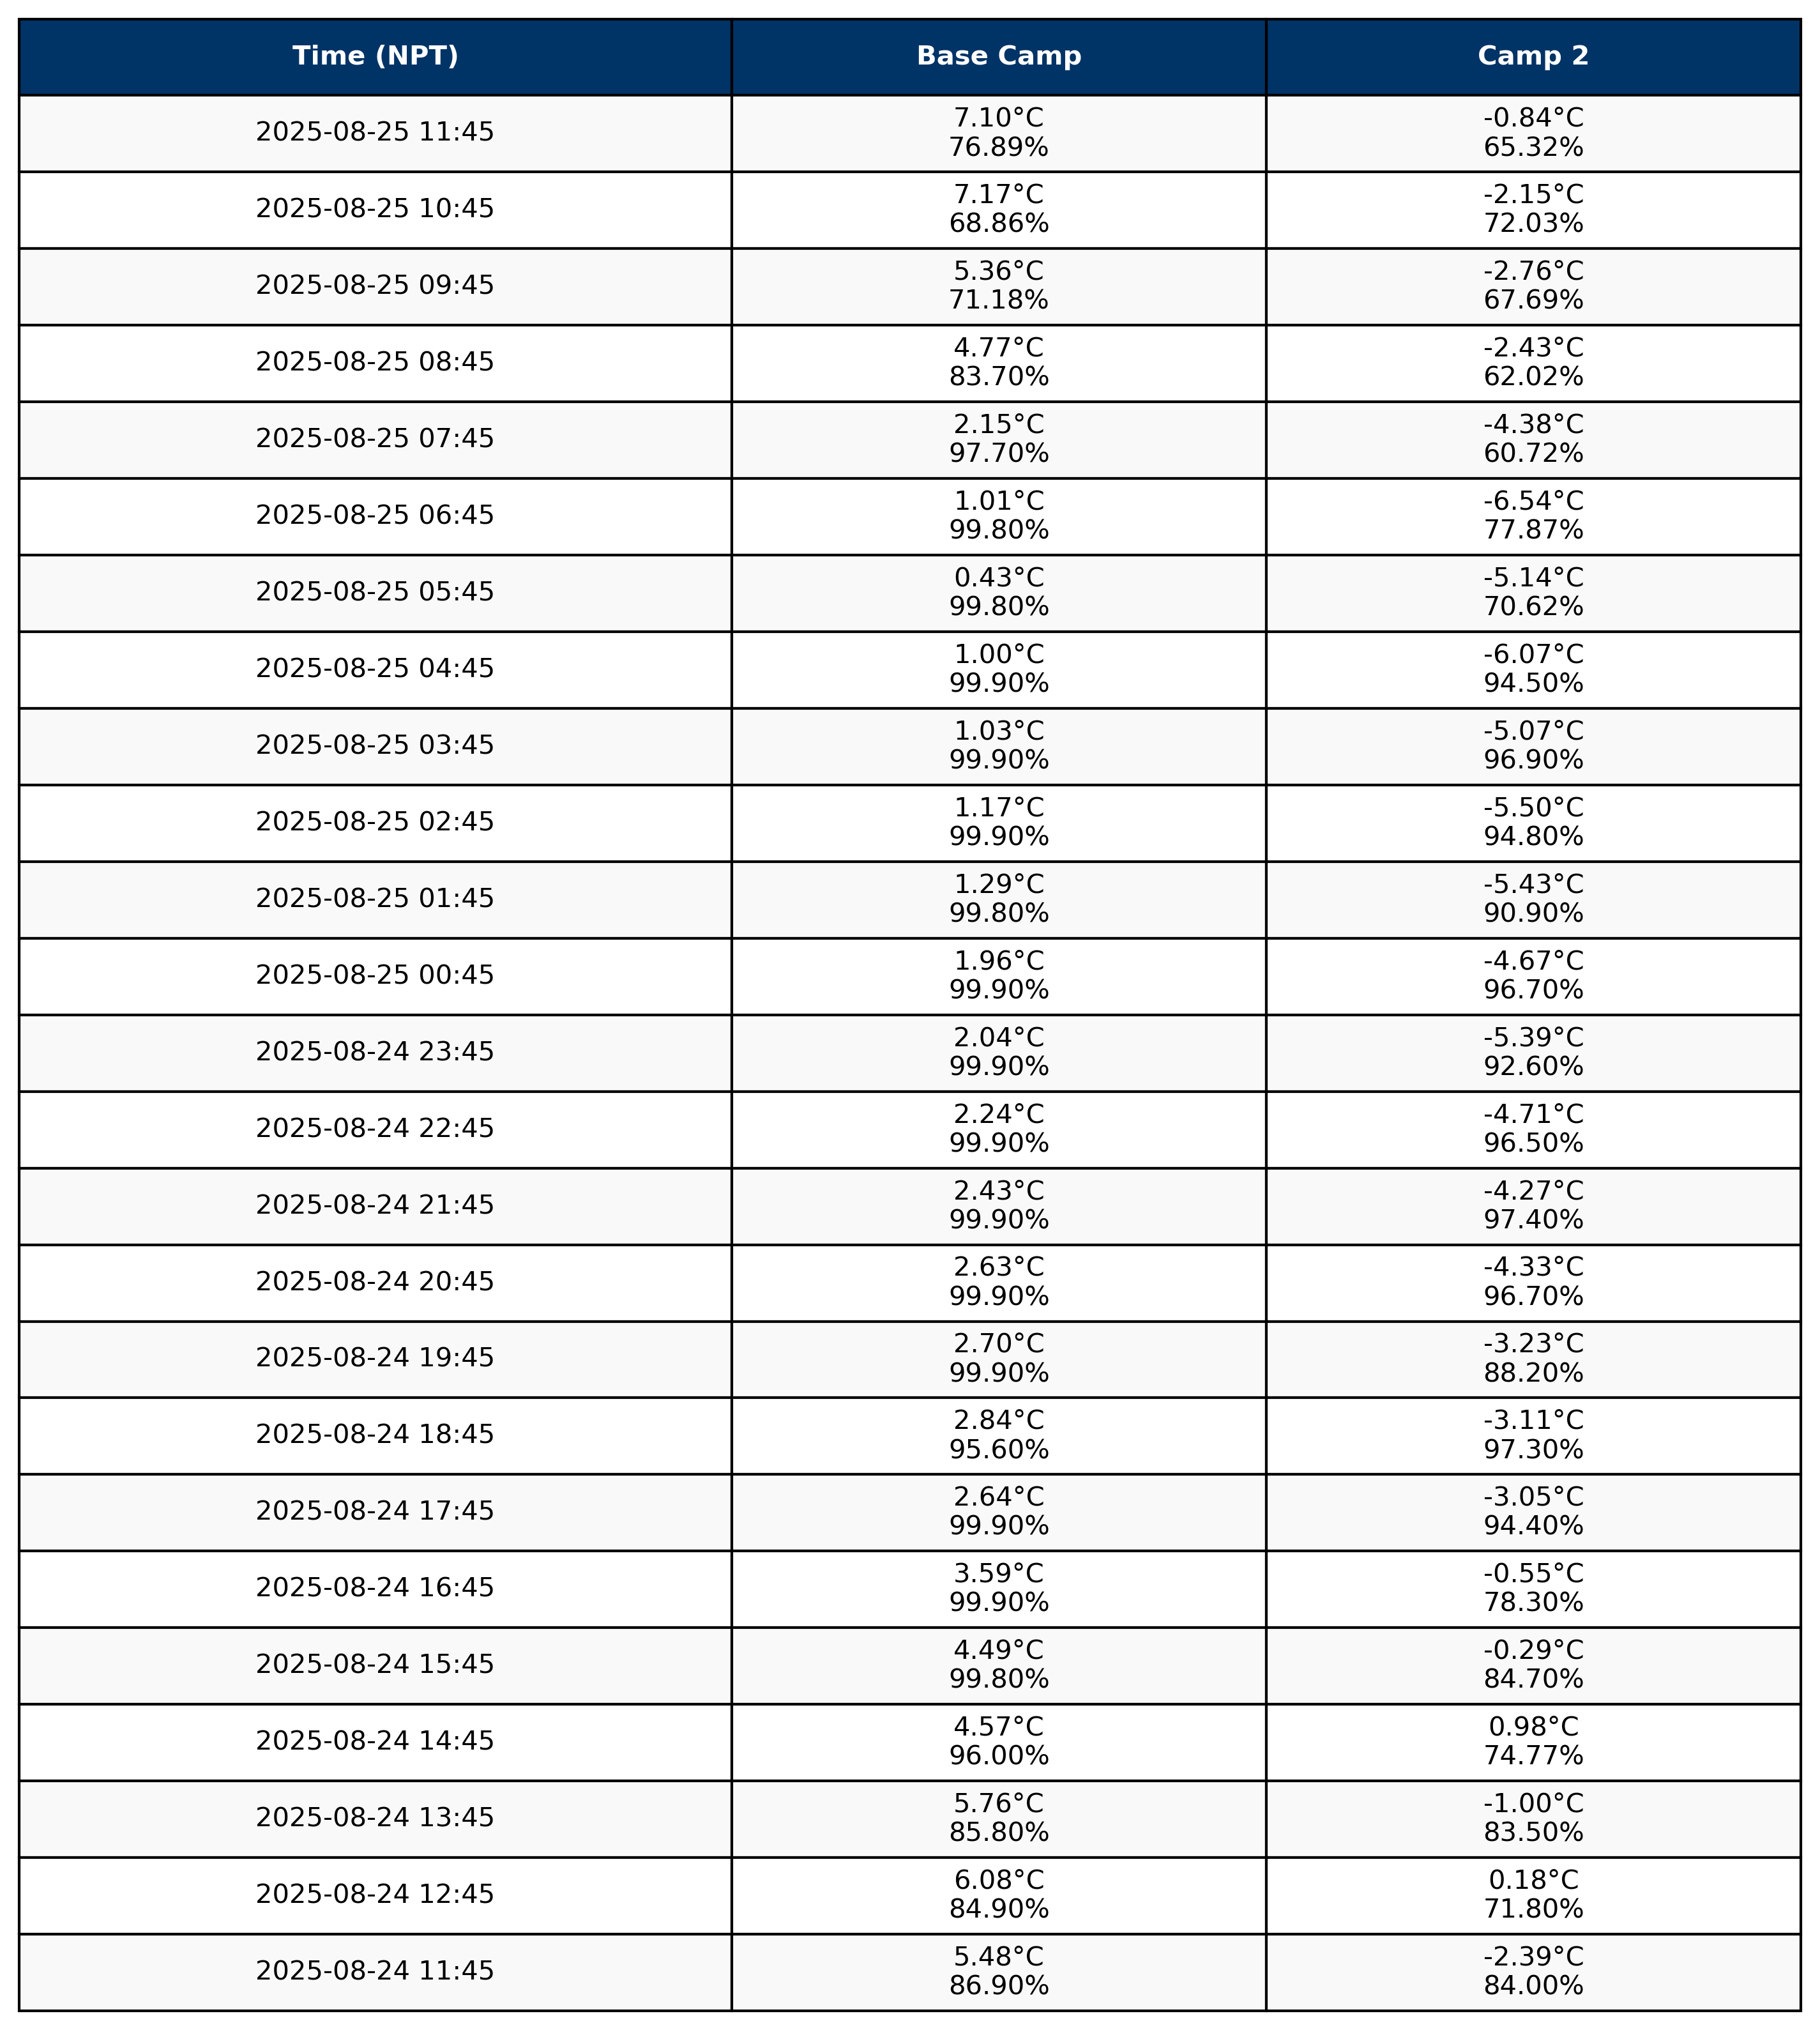 Time (NPT) Base Camp Camp 2
2025-08-25 11:45 7.10°C -0.84°C
76.89% 65.32%
2025-08-25 10:45 7.17°C -2.15°C
68.86% 72.03%
2025-08-25 09:45 5.36°C -2.76°C
71.18% 67.69%
2025-08-25 08:45 4.77°C -2.43°C
83.70% 62.02%
2025-08-25 07:45 2.15°C -4.38°C
97.70% 60.72%
2025-08-25 06:45 1.01°C -6.54°C
99.80% 77.87%
2025-08-25 05:45 0.43°C -5.14°C
99.80% 70.62%
2025-08-25 04:45 1.00°C -6.07°C
99.90% 94.50%
2025-08-25 03:45 1.03°C -5.07°C
99.90% 96.90%
2025-08-25 02:45 1.17°C -5.50°C
99.90% 94.80%
2025-08-25 01:45 1.29°C -5.43°C
99.80% 90.90%
2025-08-25 00:45 1.96°C -4.67°C
99.90% 96.70%
2025-08-24 23:45 2.04°C -5.39°C
99.90% 92.60%
2025-08-24 22:45 2.24°C -4.71°C
99.90% 96.50%
2025-08-24 21:45 2.43°C -4.27°C
99.90% 97.40%
2025-08-24 20:45 2.63°C -4.33°C
99.90% 96.70%
2025-08-24 19:45 2.70°C -3.23°C
99.90% 88.20%
2025-08-24 18:45 2.84°C -3.11°C
95.60% 97.30%
2025-08-24 17:45 2.64°C -3.05°C
99.90% 94.40%
2025-08-24 16:45 3.59°C -0.55°C
99.90% 78.30%
2025-08-24 15:45 4.49°C -0.29°C
99.80% 84.70%
2025-08-24 14:45 4.57°C 0.98°C
96.00% 74.77%
2025-08-24 13:45 5.76°C -1.00°C
85.80% 83.50%
2025-08-24 12:45 6.08°C 0.18°C
84.90% 71.80%
2025-08-24 11:45 5.48°C -2.39°C
86.90% 84.00%